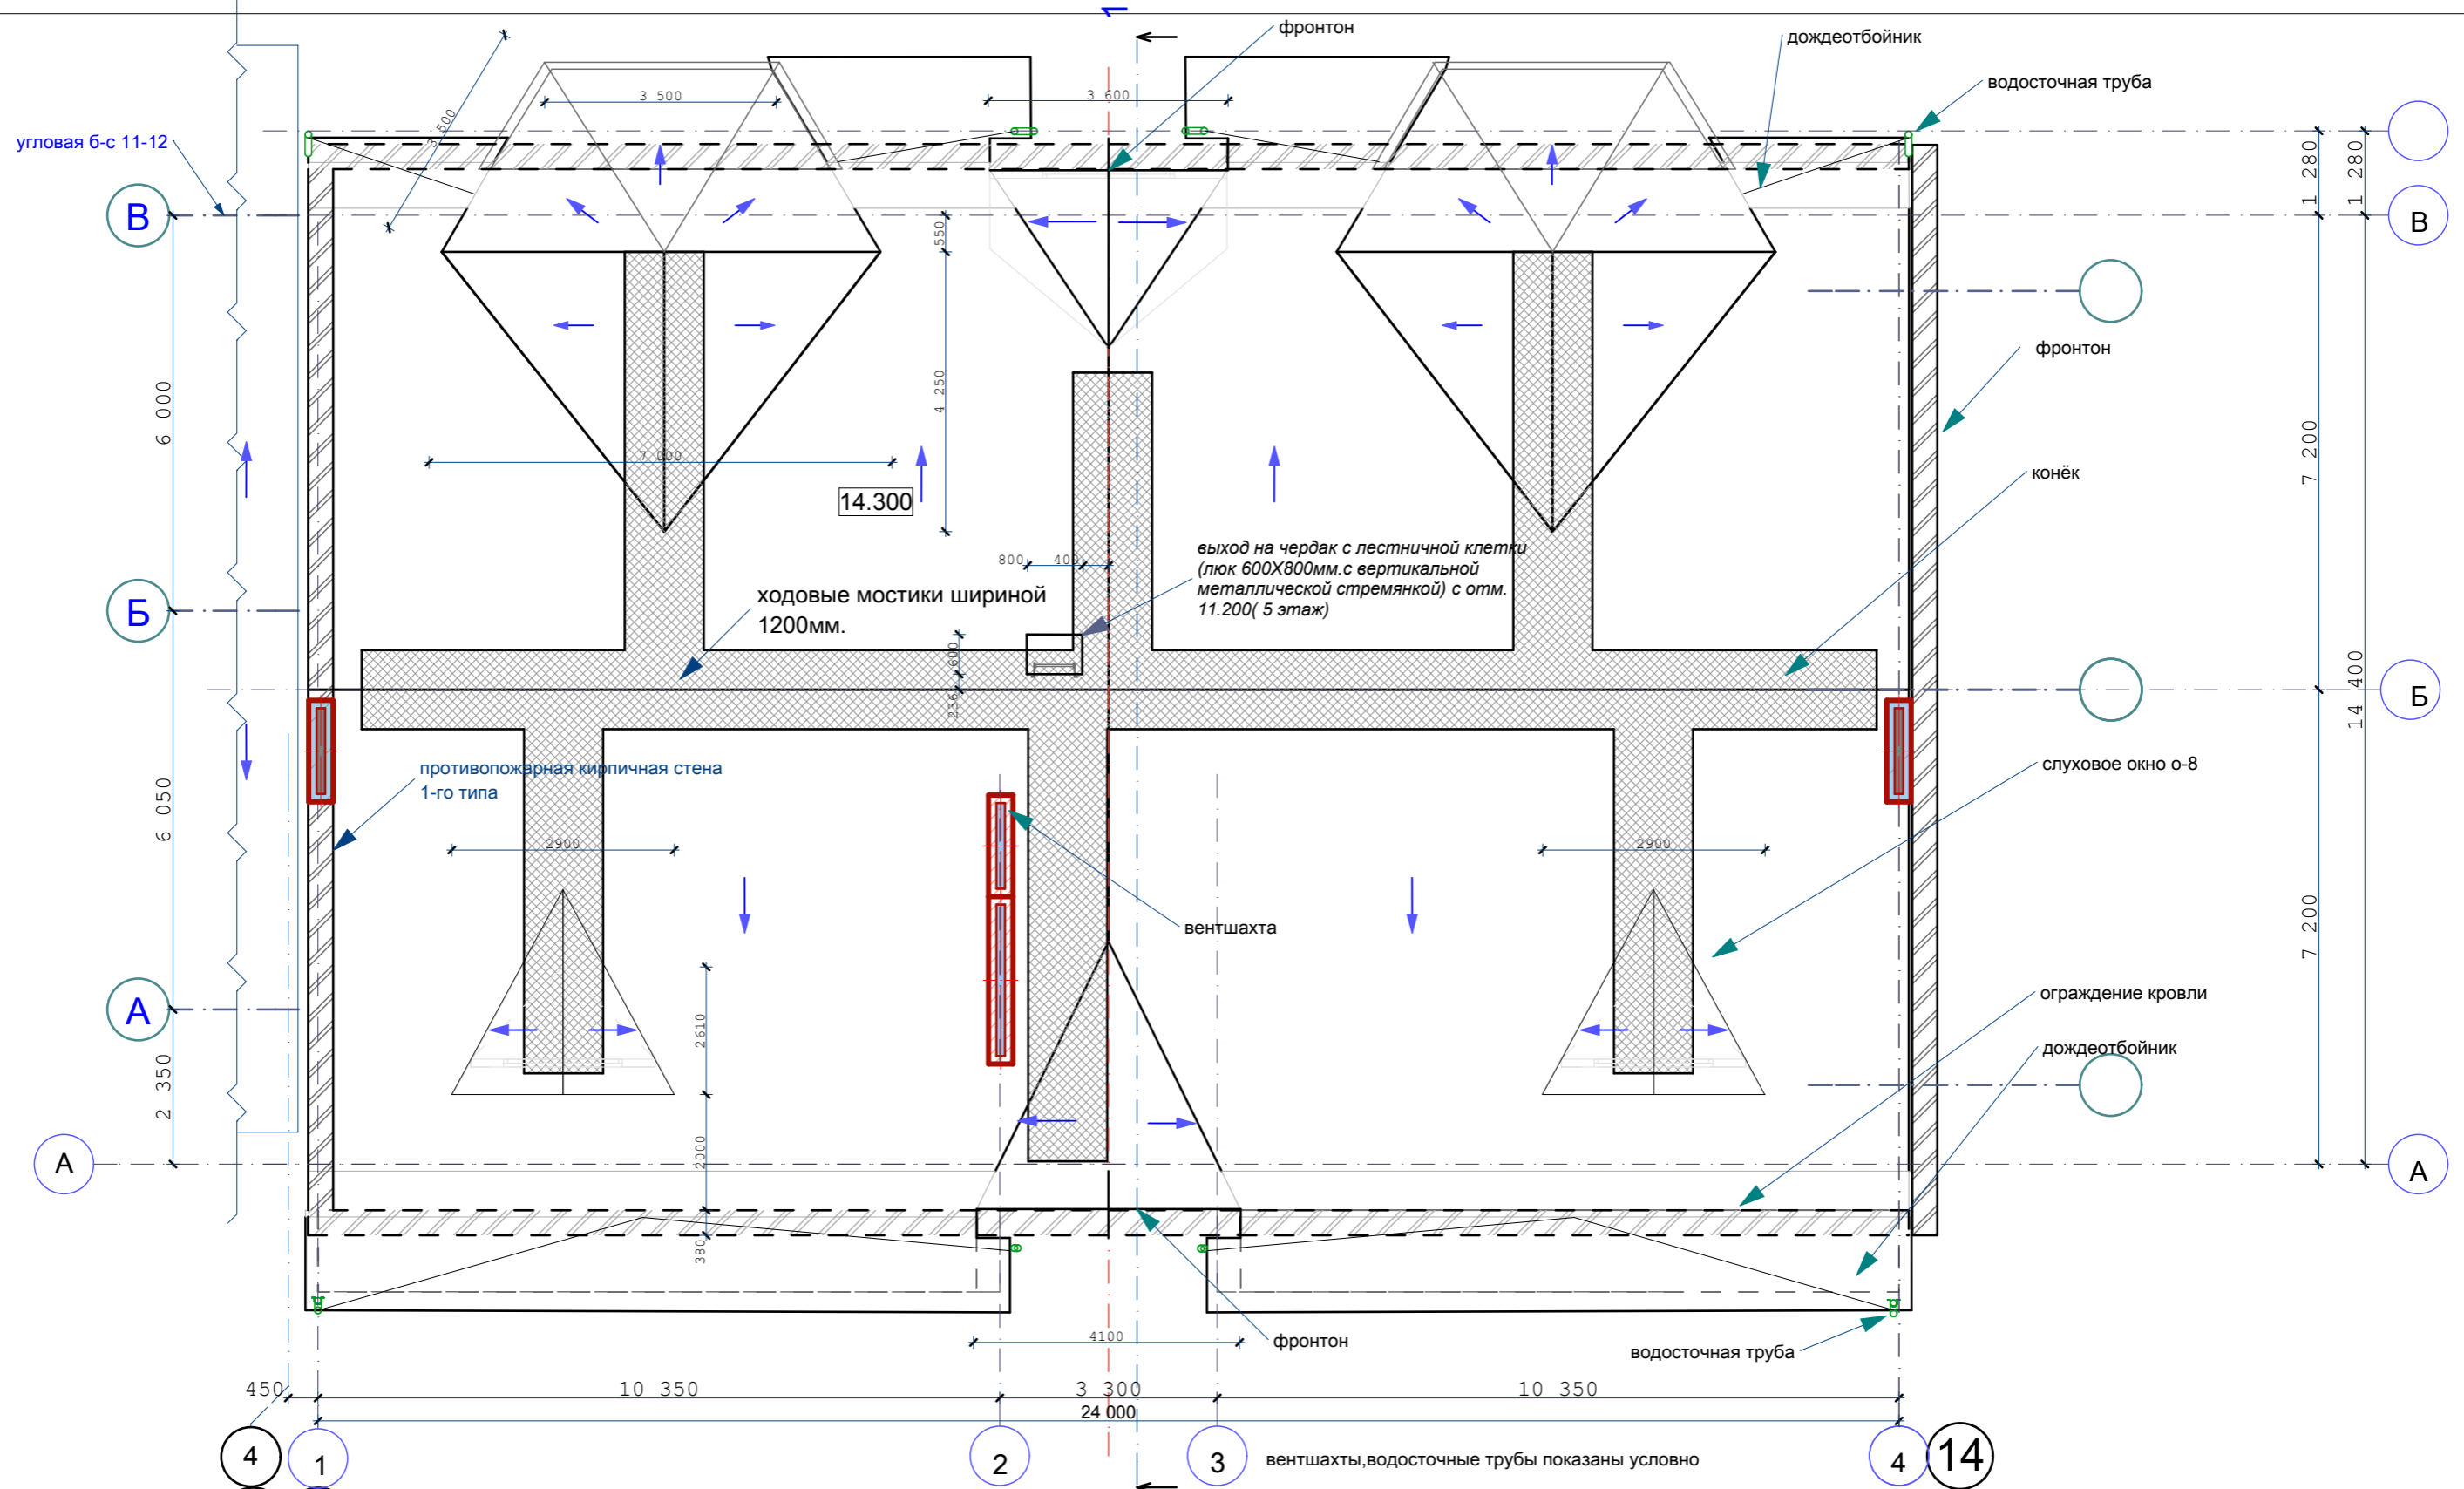 1
фронтон
дождеотбойник
водосточная труба
угловая б-с 11-12
3 500
3 500
3 600
1 280
1 280
В
В
550
4 250
6 000
7 200
фронтон
7 000
14.300
конёк
выход на чердак с лестничной клетки
(люк 600Х800мм.с вертикальной
металлической стремянкой) с отм.
11.200( 5 этаж)
800
400
ходовые мостики шириной
1200мм.
Б
600
236
14 400
Б
противопожарная кирпичная стена
1-го типа
слуховое окно о-8
6 050
2900
2900
вентшахта
7 200
А
2610
ограждение кровли
дождеотбойник
2 350
2000
А
А
380
4100
фронтон
водосточная труба
450
10 350
3 300
10 350
24 000
4
1
2
3
вентшахты,водосточные трубы показаны условно
4
14